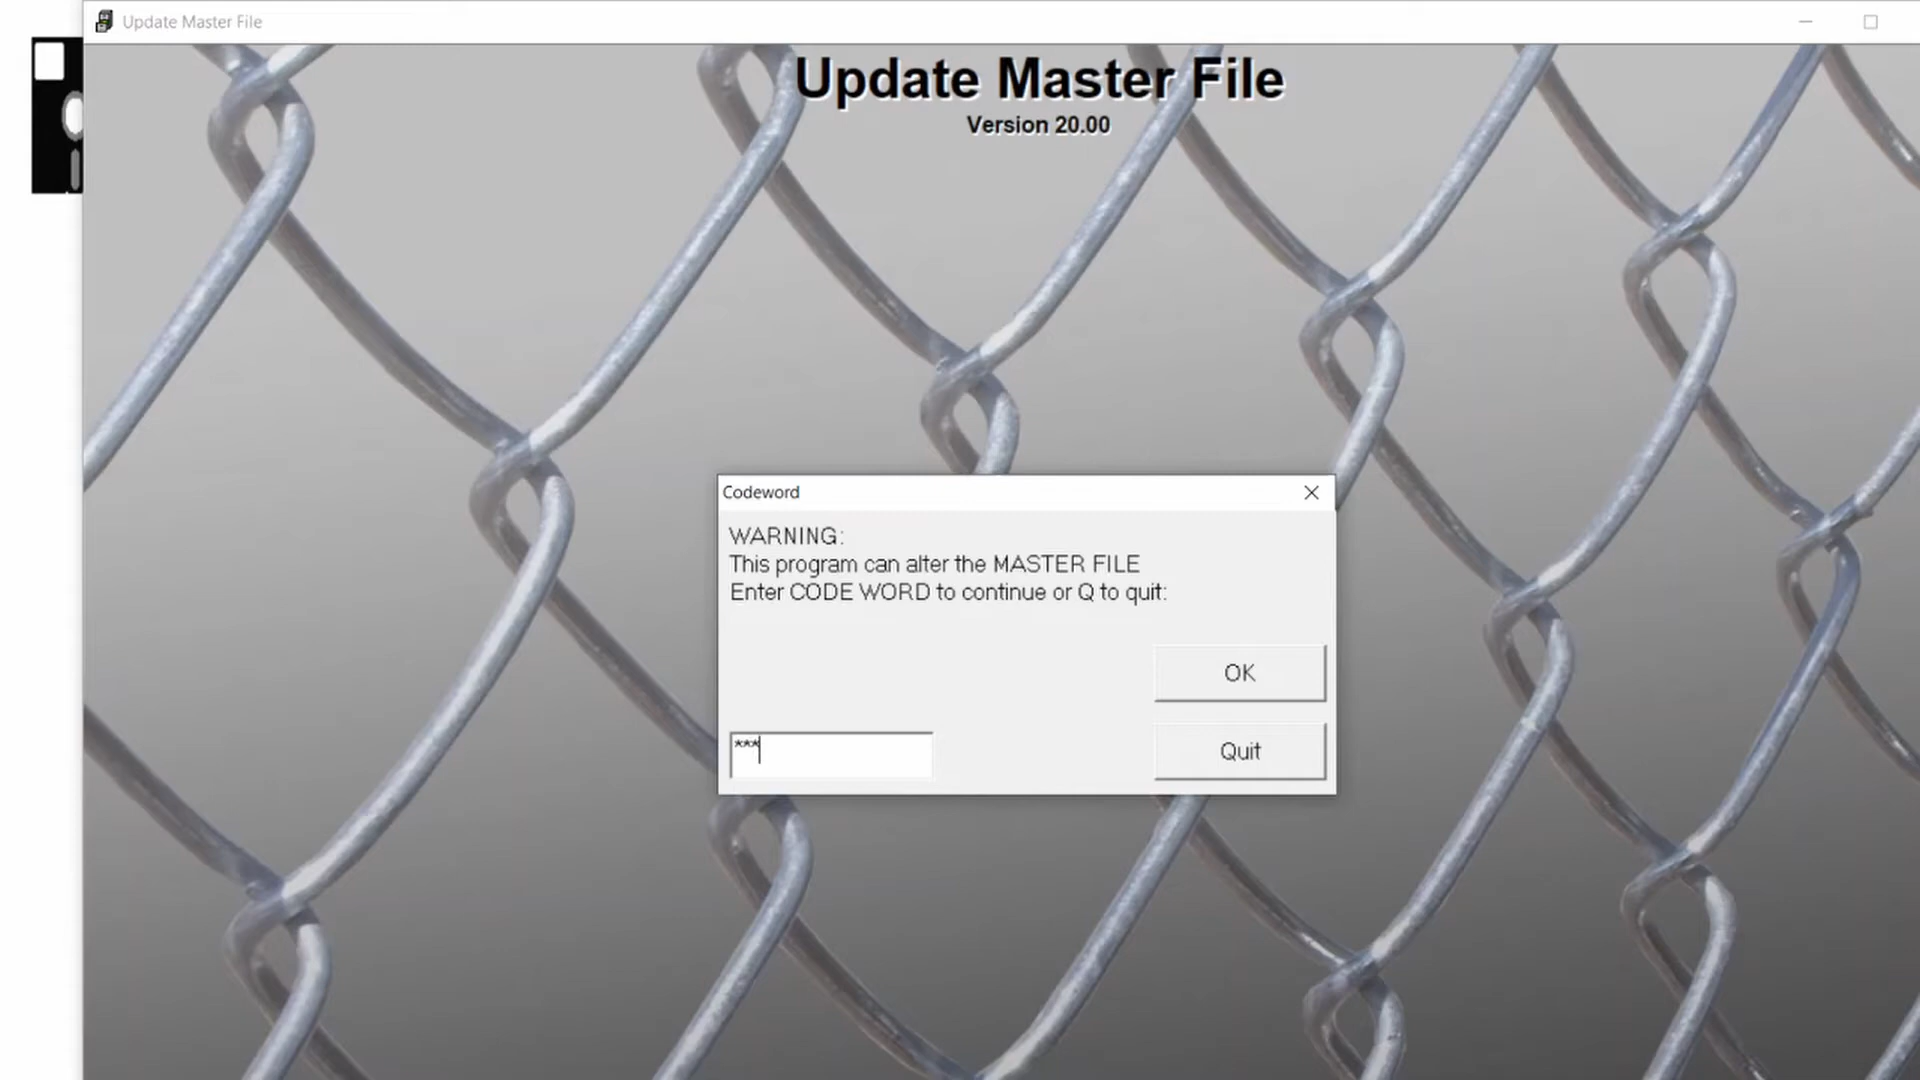 Update Master File
Update Master File
Version 20.00
Codeword
WARNING:
This program can alter the MASTER FILE
Enter CODE WORD to continue or Q to quit:
OK
***
Quit